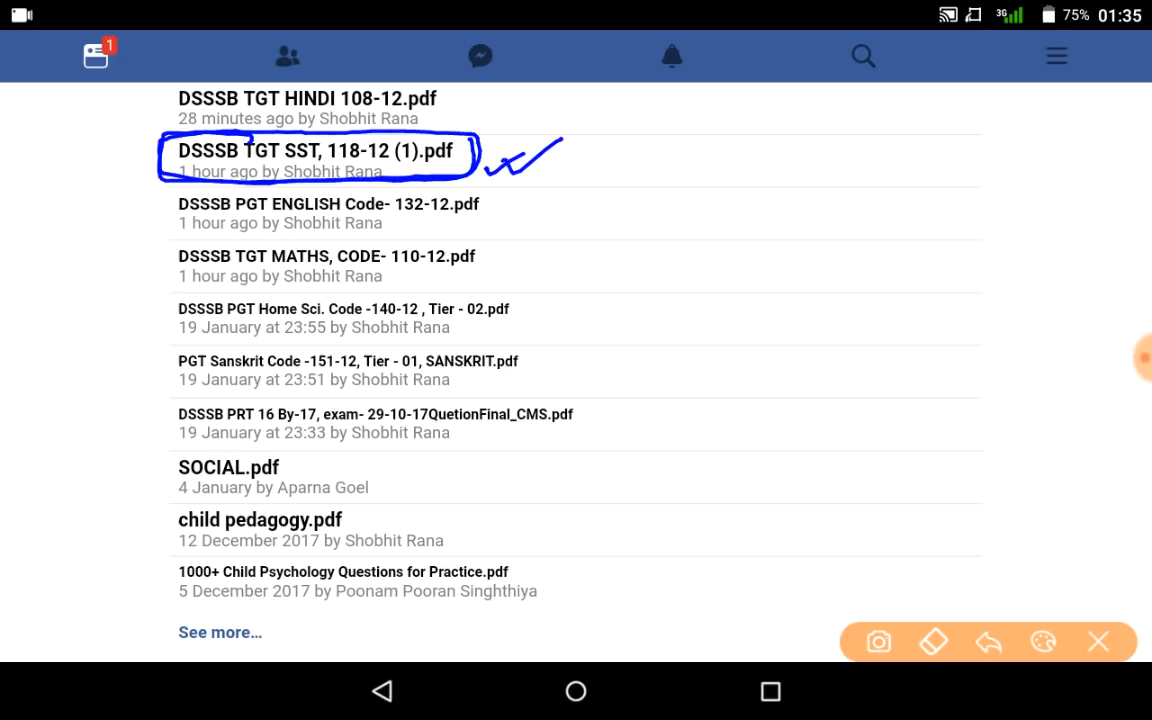 3G 75% 01:35
1
DSSSB TGT HINDI 108-12.pdf
28 minutes ago by Shobhit Rana
DSSSB TGT SST, 118-12 (1).pdf
1 hour ago by Shobhit Rana
DSSSB PGT ENGLISH Code- 132-12.pdf
1 hour ago by Shobhit Rana
DSSSB TGT MATHS, CODE- 110-12.pdf
1 hour ago by Shobhit Rana
DSSSB PGT Home Sci. Code -140-12 , Tier - 02.pdf
19 January at 23:55 by Shobhit Rana
PGT Sanskrit Code -151-12, Tier - 01, SANSKRIT.pdf
19 January at 23:51 by Shobhit Rana
DSSSB PRT 16 By-17, exam- 29-10-17QuetionFinal_CMS.pdf
19 January at 23:33 by Shobhit Rana
SOCIAL.pdf
4 January by Aparna Goel
child pedagogy.pdf
12 December 2017 by Shobhit Rana
1000+ Child Psychology Questions for Practice.pdf
5 December 2017 by Poonam Pooran Singhthiya
See more...